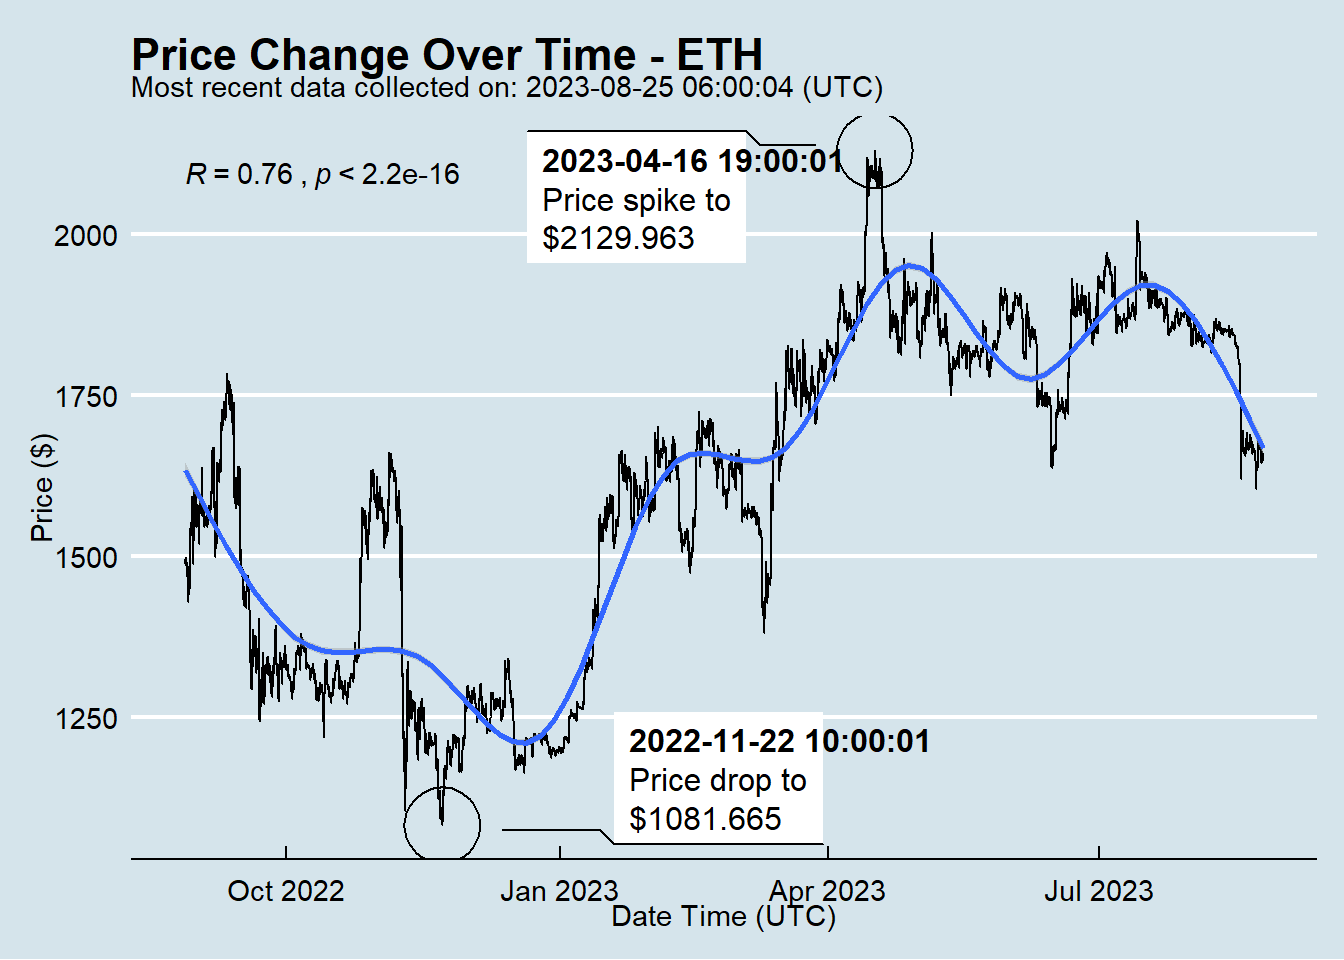 Price Change Over Time - ETH
Most recent data collected on: 2023-08-25 06:00:04 (UTC)
R = 0.76 , p < 2.2e-16
2023-04-16 19:00:01
Price spike to
$2129.963
2000
1750
1500
1250
Price ($)
2022-11-22 10:00:01
Price drop to
$1081.665
Oct 2022
Jan 2023
Apr 2023
Jul 2023
Date Time (UTC)